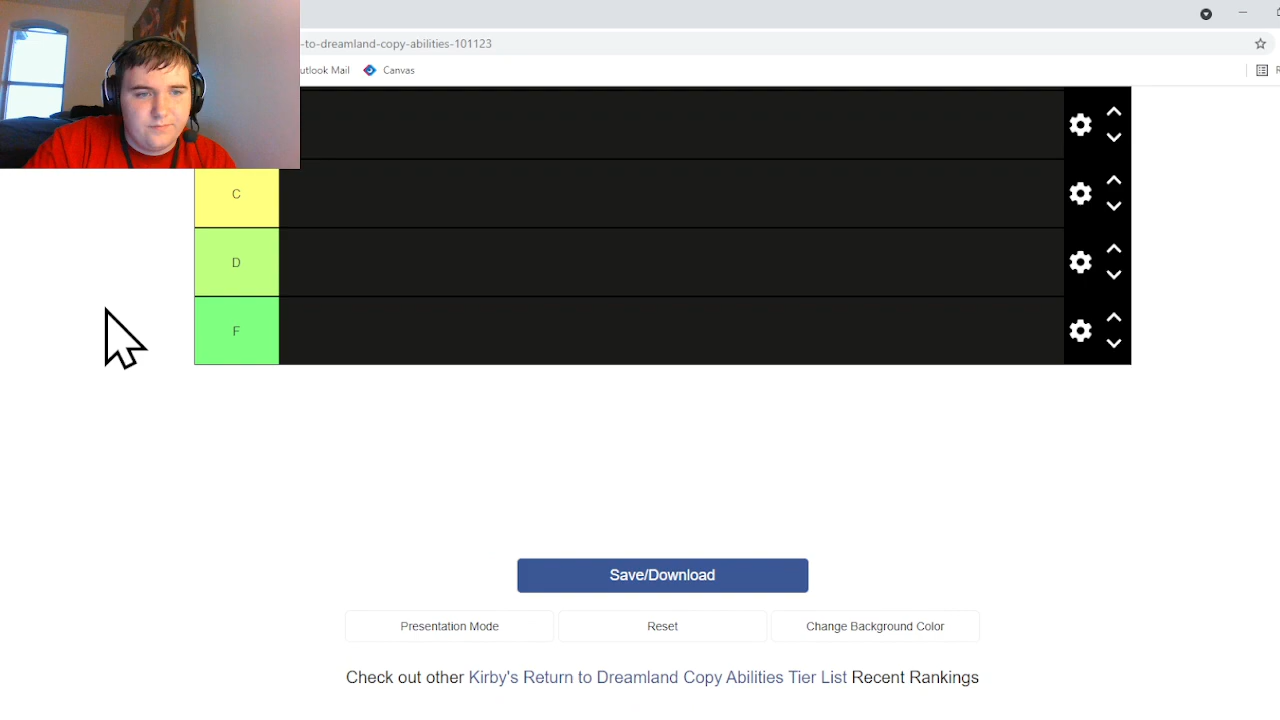 -to-dreamland-copy-abilities-101123
utlook Mail
Canvas
C
D
F
Save/Download
Presentation Mode
Reset
Change Background Color
Check out other Kirby's Return to Dreamland Copy Abilities Tier List Recent Rankings